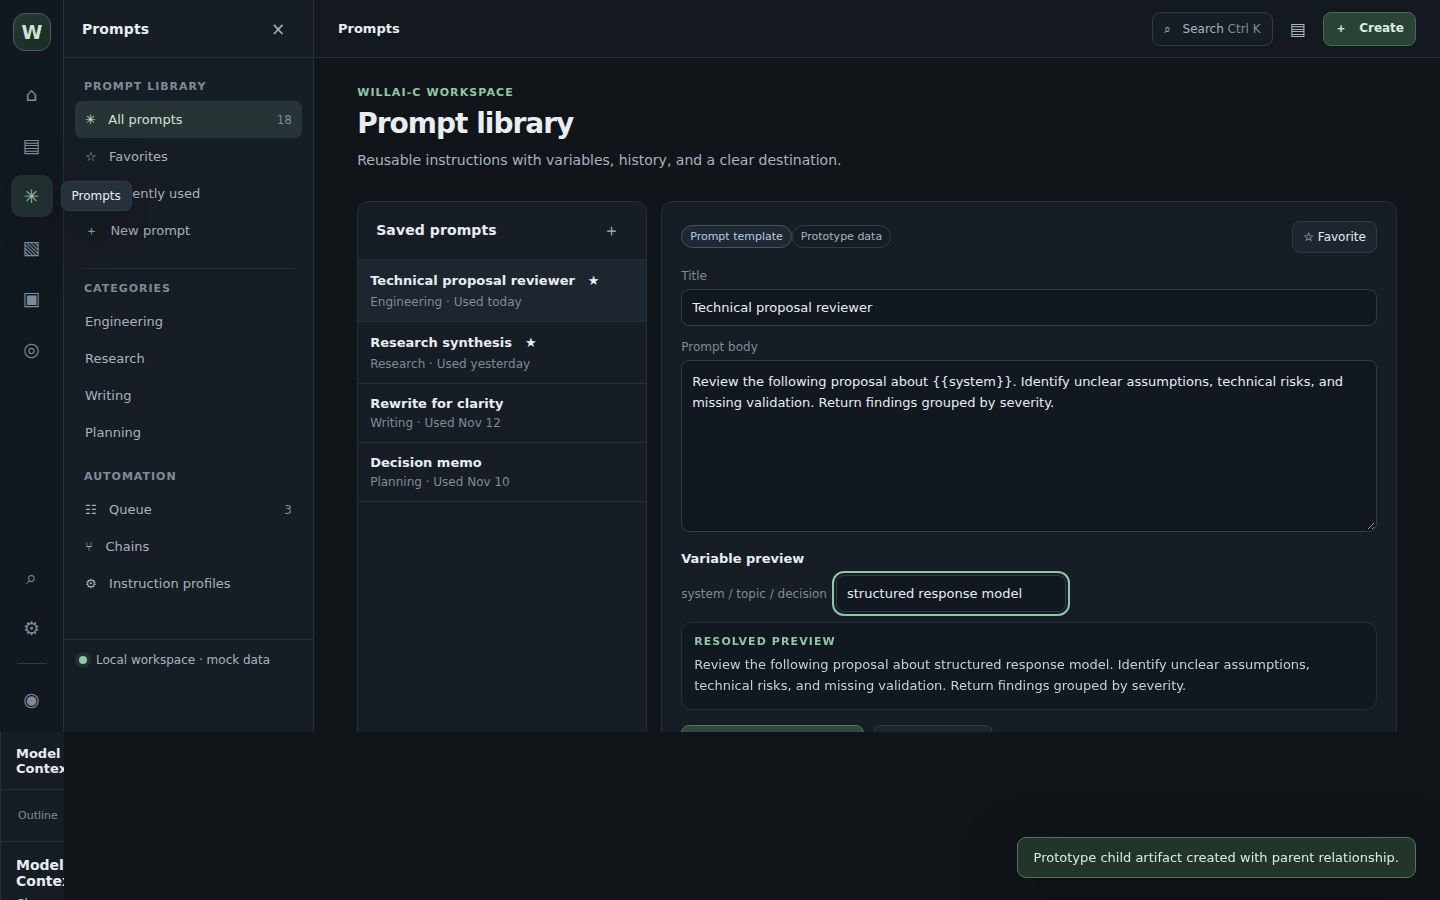 W
Prompts
Prompts
Search Ctrl K
+ Create
PROMPT LIBRARY
All prompts 18
Favorites
Prompts
ently used
+ New prompt
CATEGORIES
Engineering
Research
Writing
Planning
AUTOMATION
Queue 3
Chains
Instruction profiles
Local workspace · mock data
WILLAI-C WORKSPACE
Prompt library
Reusable instructions with variables, history, and a clear destination.
Saved prompts +
Technical proposal reviewer ★
Engineering · Used today
Research synthesis ★
Research · Used yesterday
Rewrite for clarity
Writing · Used Nov 12
Decision memo
Planning · Used Nov 10
Prompt template
Prototype data
☆ Favorite
Title
Technical proposal reviewer
Prompt body
Review the following proposal about {{system}}. Identify unclear assumptions, technical risks, and
missing validation. Return findings grouped by severity.
Variable preview
system / topic / decision
structured response model
RESOLVED PREVIEW
Review the following proposal about structured response model. Identify unclear assumptions,
technical risks, and missing validation. Return findings grouped by severity.
Model
Contex
Outline
Model
Contex
Prototype child artifact created with parent relationship.